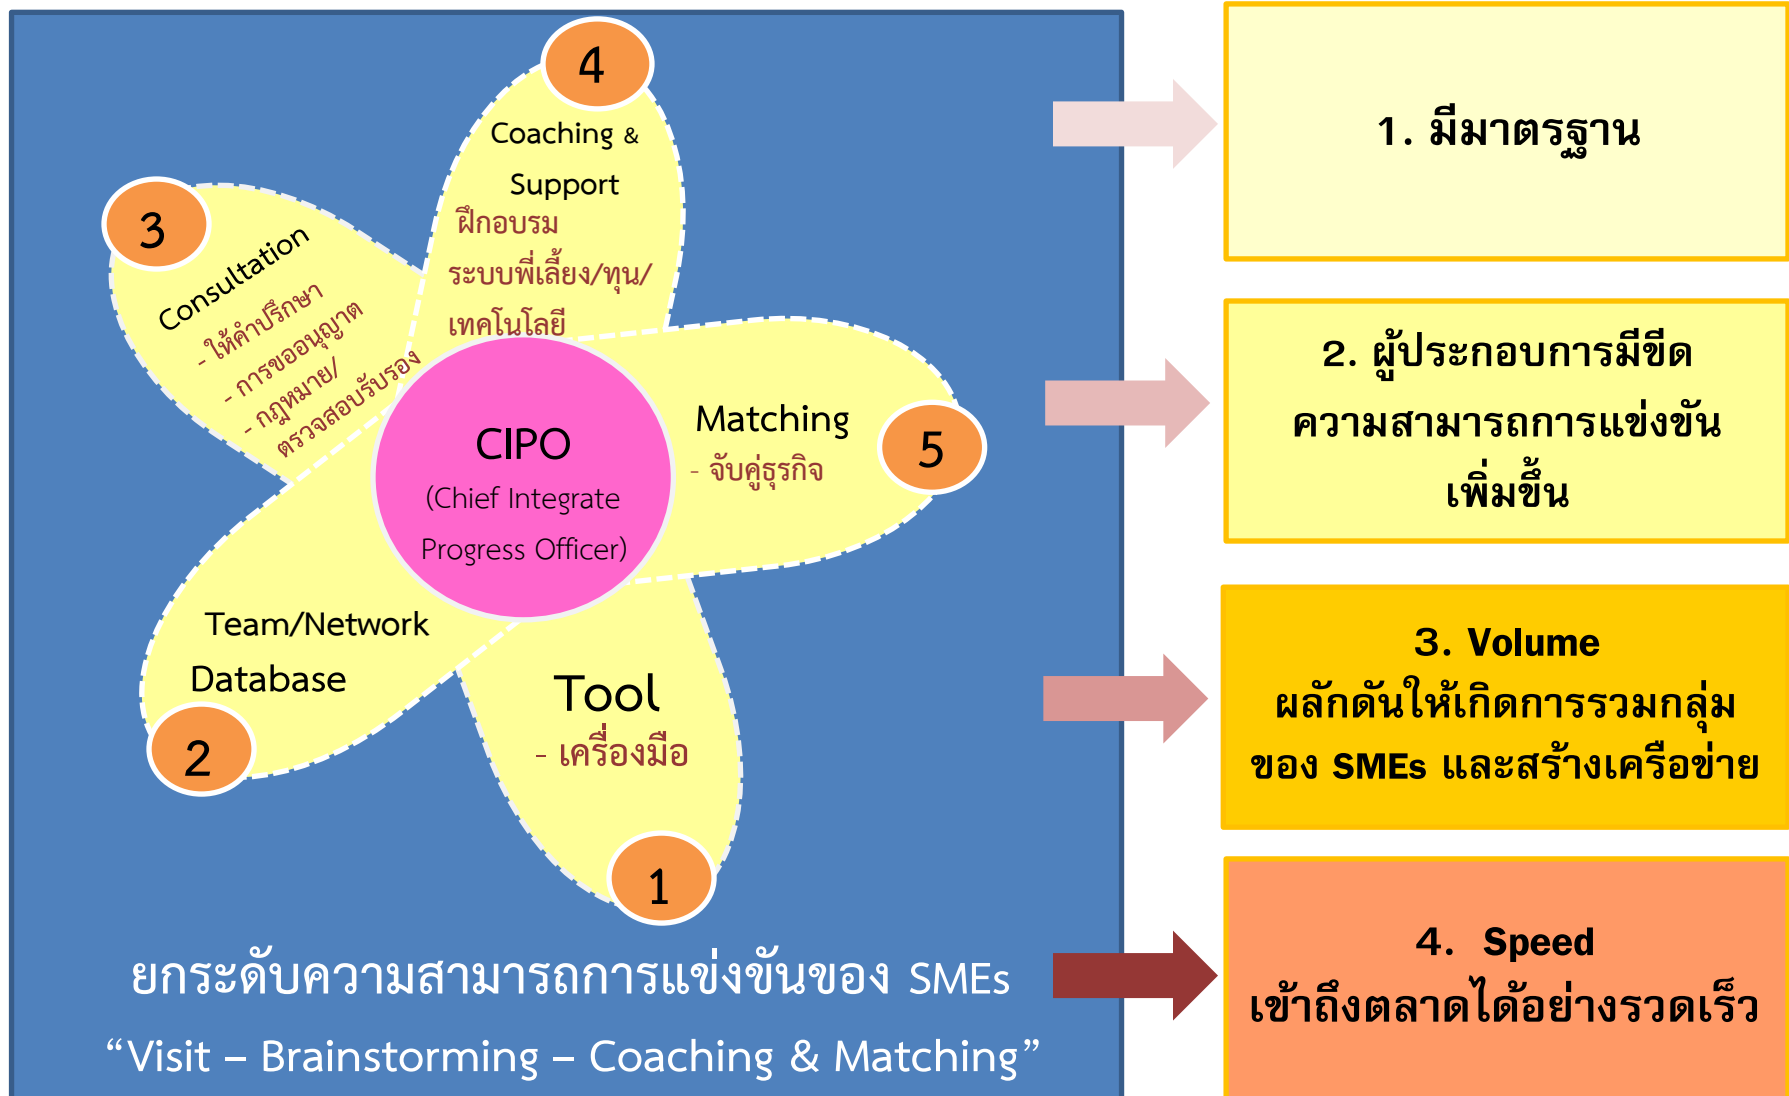 4
Coaching &
Support
ฝึกอบรม
ระบบพี่เลี้ยง/ทุน/
เทคโนโลยี
3
Consultation
- ให้คำปรึกษา
- การขออนุญาต
- กฎหมาย/
ตรวจสอบรับรอง
CIPO
(Chief Integrate
Progress Officer)
Matching
- จับคู่ธุรกิจ
5
Team/Network
Database
2
Tool
- เครื่องมือ
1
ยกระดับความสามารถการแข่งขันของ SMEs
“Visit – Brainstorming – Coaching & Matching”
1. มีมาตรฐาน
2. ผู้ประกอบการมีขีด
ความสามารถการแข่งขัน
เพิ่มขึ้น
3. Volume
ผลักดันให้เกิดการรวมกลุ่ม
ของ SMEs และสร้างเครือข่าย
4. Speed
เข้าถึงตลาดได้อย่างรวดเร็ว